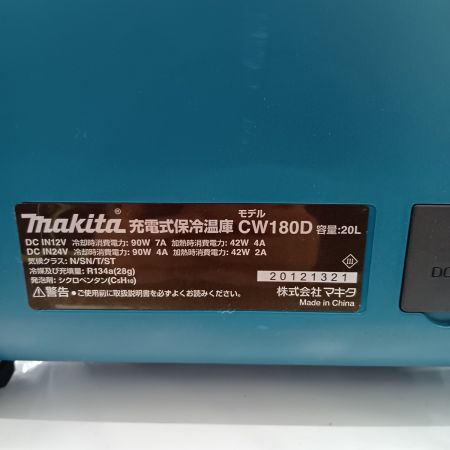 makita® 充電式保冷温庫 モデル CW180D 容量:20L
DC IN12V 冷却時消費電力: 90W 7A 加熱時消費電力: 42W 4A
DC IN24V 冷却時消費電力: 90W 4A 加熱時消費電力: 42W 2A
気候クラス: N/SN/T/ST
冷媒及び充填量: R134a(28g)
発泡剤: シクロペンタン(C₅H₁₀)
20121321
⚠警告 ●ご使用前に取扱説明書を必ずよくお読みください。
株式会社 マキタ
Made in China
DC